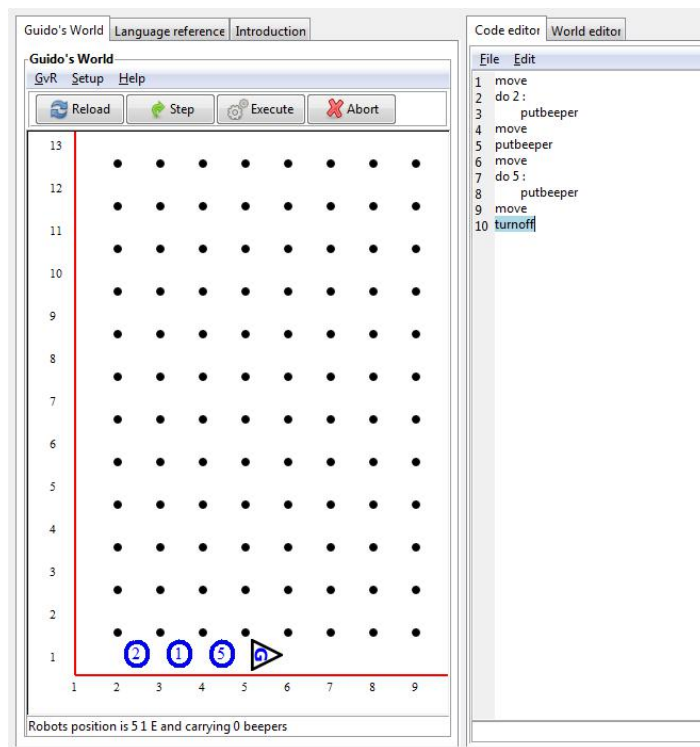 Guido's World Language reference Introduction
Guido's World
GvR Setup Help
Reload Step Execute Abort
13
12
11
10
9
8
7
6
5
4
3
2
1
2 1 5 G
1 2 3 4 5 6 7 8 9
Robots position is 5 1 E and carrying 0 beepers
Code editor World editor
File Edit
1 move
2 do 2 :
3 putbeeper
4 move
5 putbeeper
6 move
7 do 5 :
8 putbeeper
9 move
10 turnoff